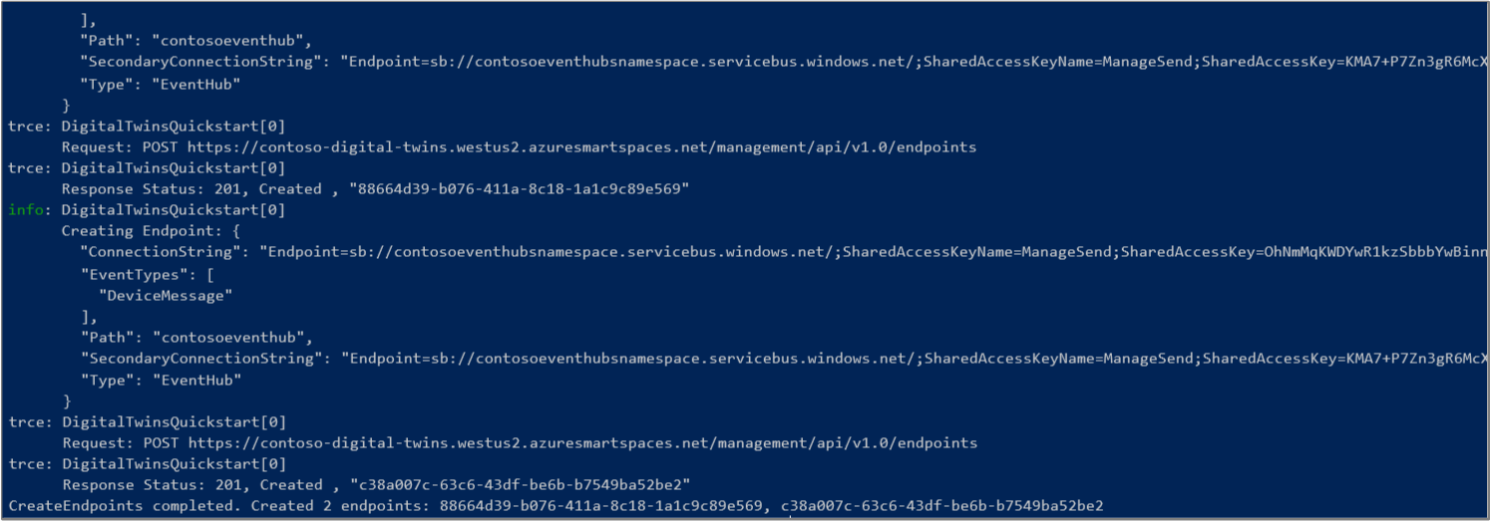 ],
"Path": "contosoeventhub",
"SecondaryConnectionString": "Endpoint=sb://contosoeventhubsnamespace.servicebus.windows.net/;SharedAccessKeyName=ManageSend;SharedAccessKey=KMA7+P7Zn3gR6McX
"Type": "EventHub"
}
trce: DigitalTwinsQuickstart[0]
Request: POST https://contoso-digital-twins.westus2.azuresmartspaces.net/management/api/v1.0/endpoints
trce: DigitalTwinsQuickstart[0]
Response Status: 201, Created , "88664d39-b076-411a-8c18-1a1c9c89e569"
info: DigitalTwinsQuickstart[0]
Creating Endpoint: {
"ConnectionString": "Endpoint=sb://contosoeventhubsnamespace.servicebus.windows.net/;SharedAccessKeyName=ManageSend;SharedAccessKey=OhNmMqKWDYwR1kzSbbbYwBinn
"EventTypes": [
"DeviceMessage"
],
"Path": "contosoeventhub",
"SecondaryConnectionString": "Endpoint=sb://contosoeventhubsnamespace.servicebus.windows.net/;SharedAccessKeyName=ManageSend;SharedAccessKey=KMA7+P7Zn3gR6McX
"Type": "EventHub"
}
trce: DigitalTwinsQuickstart[0]
Request: POST https://contoso-digital-twins.westus2.azuresmartspaces.net/management/api/v1.0/endpoints
trce: DigitalTwinsQuickstart[0]
Response Status: 201, Created , "c38a007c-63c6-43df-be6b-b7549ba52be2"
CreateEndpoints completed. Created 2 endpoints: 88664d39-b076-411a-8c18-1a1c9c89e569, c38a007c-63c6-43df-be6b-b7549ba52be2